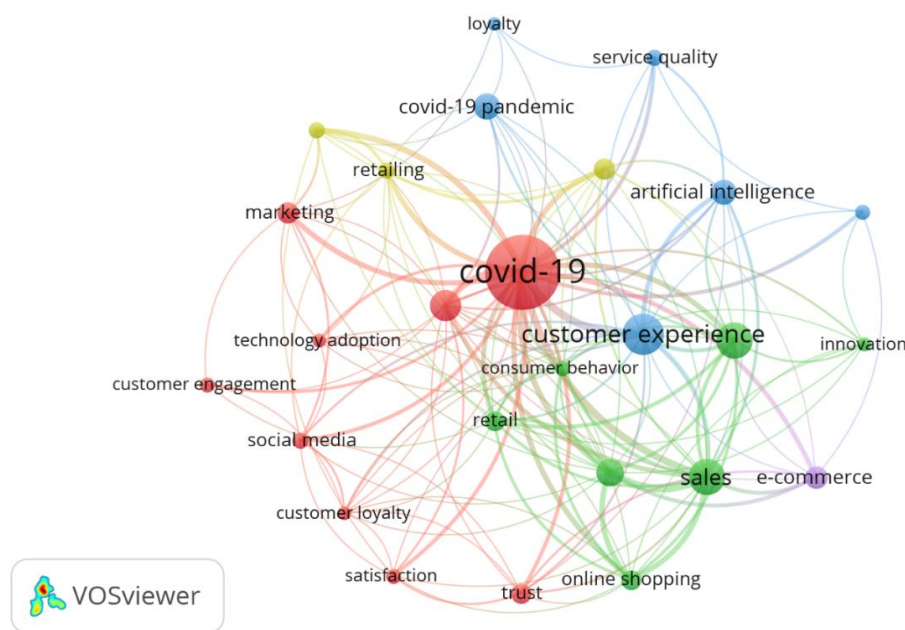 loyalty
service quality
covid-19 pandemic
retailing
artificial intelligence
marketing
covid-19
customer experience
technology adoption
innovation
consumer behavior
customer engagement
retail
social media
sales
e-commerce
customer loyalty
satisfaction
online shopping
trust
VOSviewer